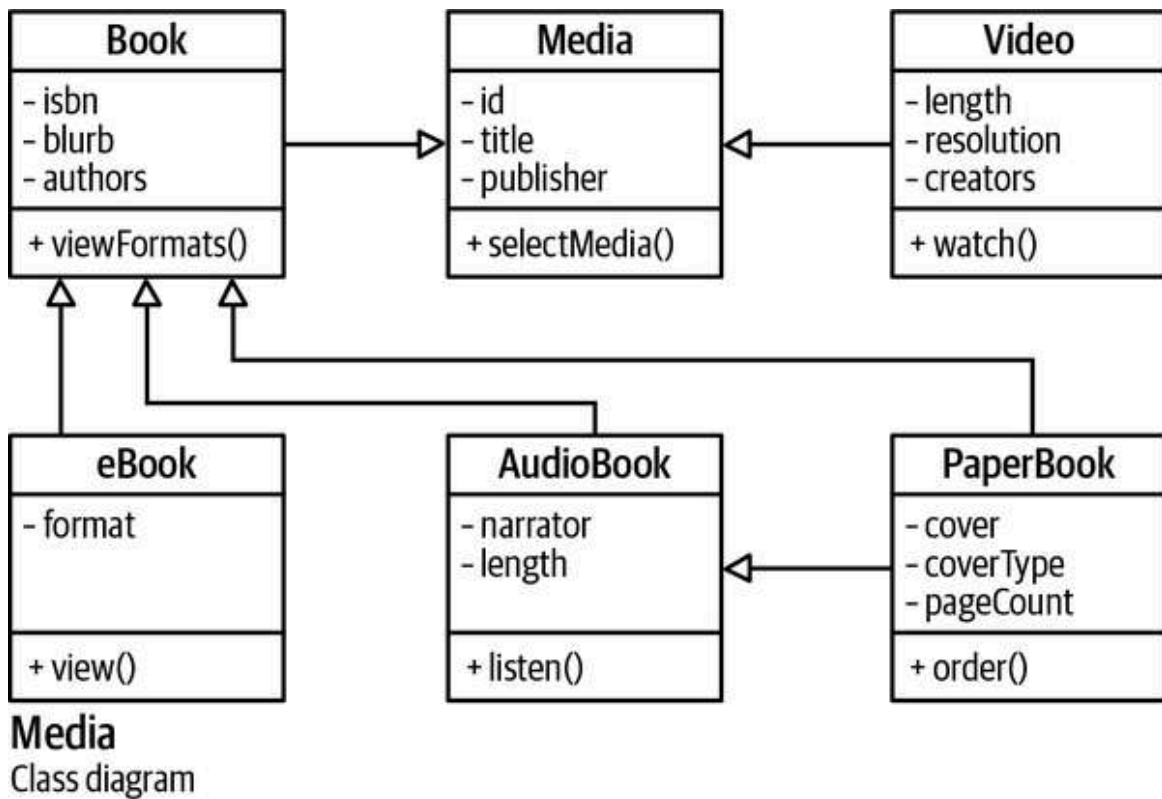 Book
- isbn
- blurb
- authors
+ viewFormats()
Media
- id
- title
- publisher
+ selectMedia()
Video
- length
- resolution
- creators
+ watch()
eBook
- format
+ view()
AudioBook
- narrator
- length
+ listen()
PaperBook
- cover
- coverType
- pageCount
+ order()
Media
Class diagram